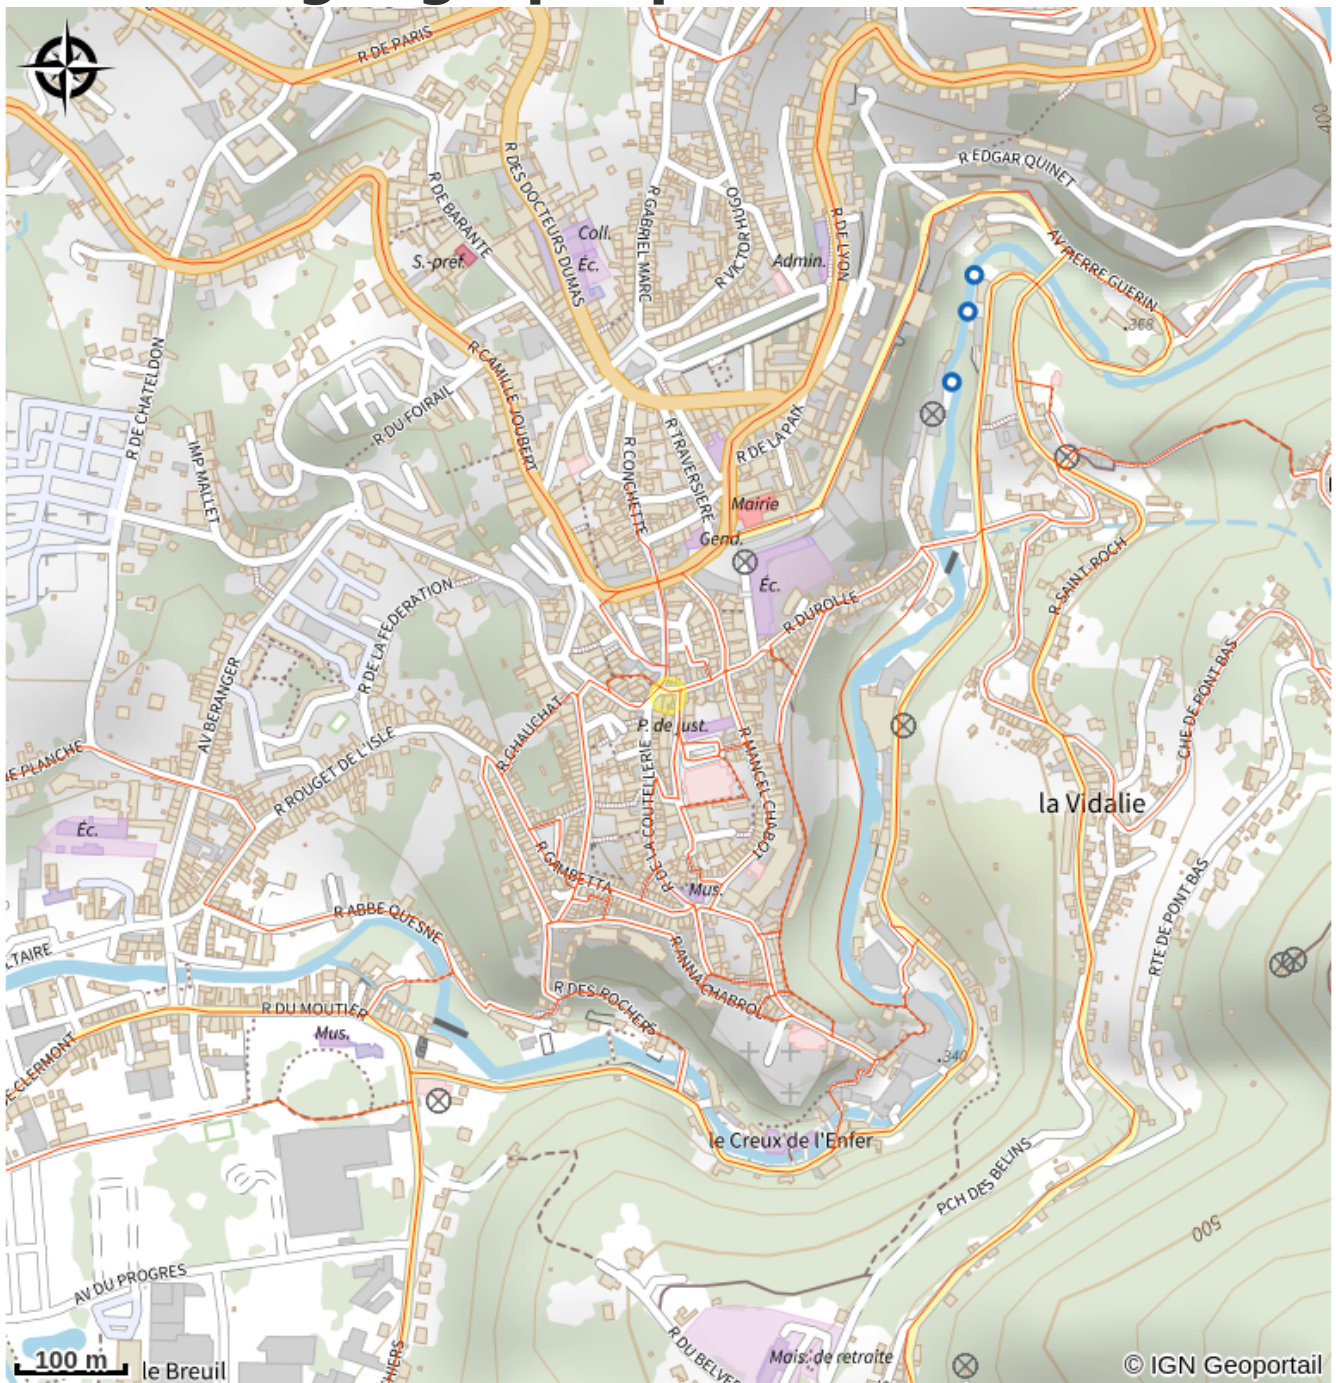 R DE PARIS
400
R EDGAR QUINET
R DE BARANTE
R DES DOCTEURS DUMAS
R GABRIEL MARC
R VICTOR HUGO
R DE LYON
Coll.
Éc.
S.-pref.
Admin.
AV PIERRE GUERIN
.368
R DE CHATELDON
R CAMILLE JOUBERT
R DU FOIRAIL
IMP MALLET
R CONCHETTE
R TRAVERSIERE
R DE LA PAIX
Mairie
Gend.
Éc.
R DUROLLE
R SAINT-ROCH
R DE LA FEDERATION
AV BERANGER
CHE DE PONT BAS
R CHAUCHAT
P. de just.
R MANCEL CHABOT
R ROUGET DE L'ISLE
R DE LA COUTELLERIE
la Vidalie
Éc.
R GAMBETTA
Mus.
RTE DE PONT BAS
R ABBE QUESNE
R ANNA CHABROL
R DES ROCHERS
R DU MOUTIER
Mus.
.340
le Creux de l'Enfer
PCH DES BELINS
500
AV DU PROGRES
Mais. de retraite
100 m
le Breuil
© IGN Geoportail